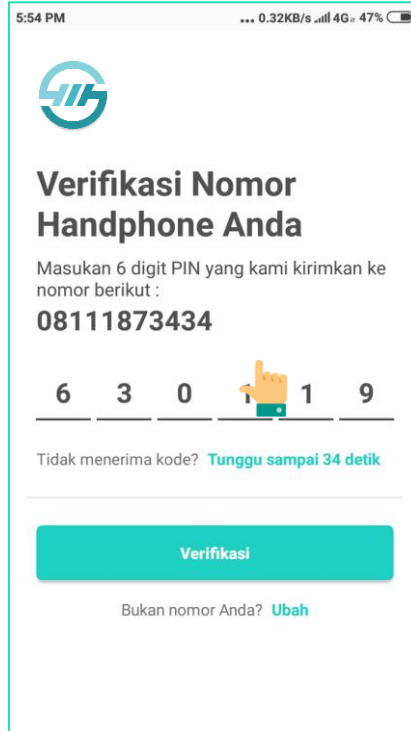 5:54 PM ... 0.32KB/s 4G 47%
Verifikasi Nomor
Handphone Anda
Masukan 6 digit PIN yang kami kirimkan ke
nomor berikut :
08111873434
6 3 0 1 1 9
Tidak menerima kode? Tunggu sampai 34 detik
Verifikasi
Bukan nomor Anda? Ubah